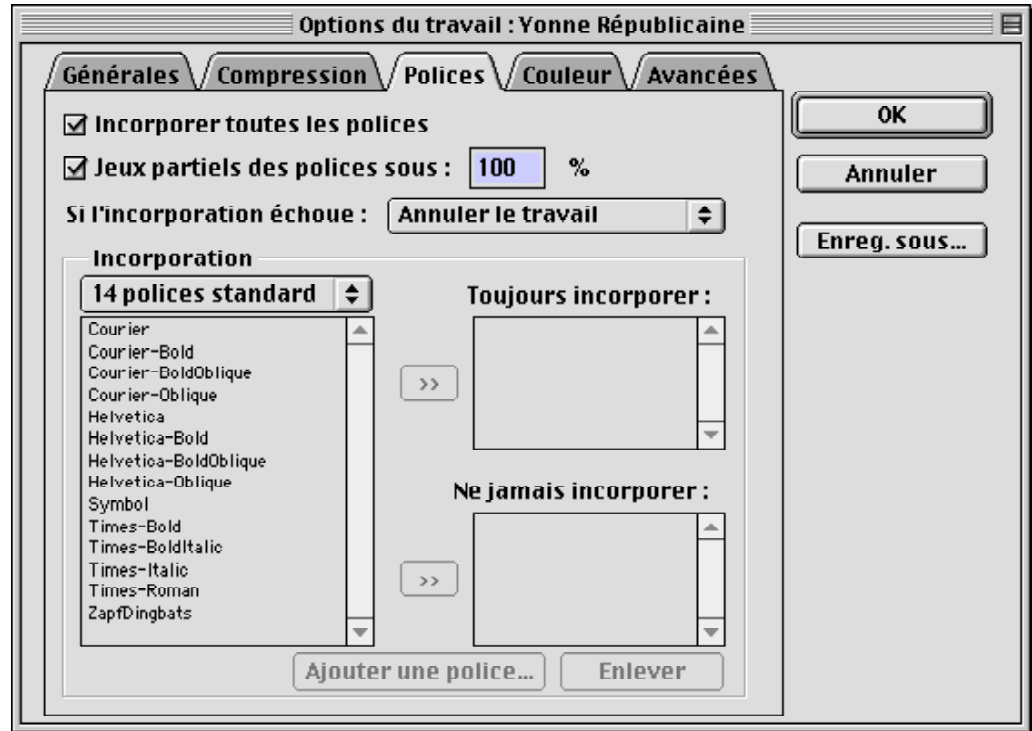 Options du travail : Yonne Républicaine
Générales
Compression
Polices
Couleur
Avancées
Incorporer toutes les polices
Jeux partiels des polices sous : 100 %
Si l'incorporation échoue : Annuler le travail
OK
Annuler
Enreg. sous...
Incorporation
14 polices standard
Courier
Courier-Bold
Courier-BoldOblique
Courier-Oblique
Helvetica
Helvetica-Bold
Helvetica-BoldOblique
Helvetica-Oblique
Symbol
Times-Bold
Times-BoldItalic
Times-Italic
Times-Roman
ZapfDingbats
Toujours incorporer :
>>
Ne jamais incorporer :
>>
Ajouter une police...
Enlever